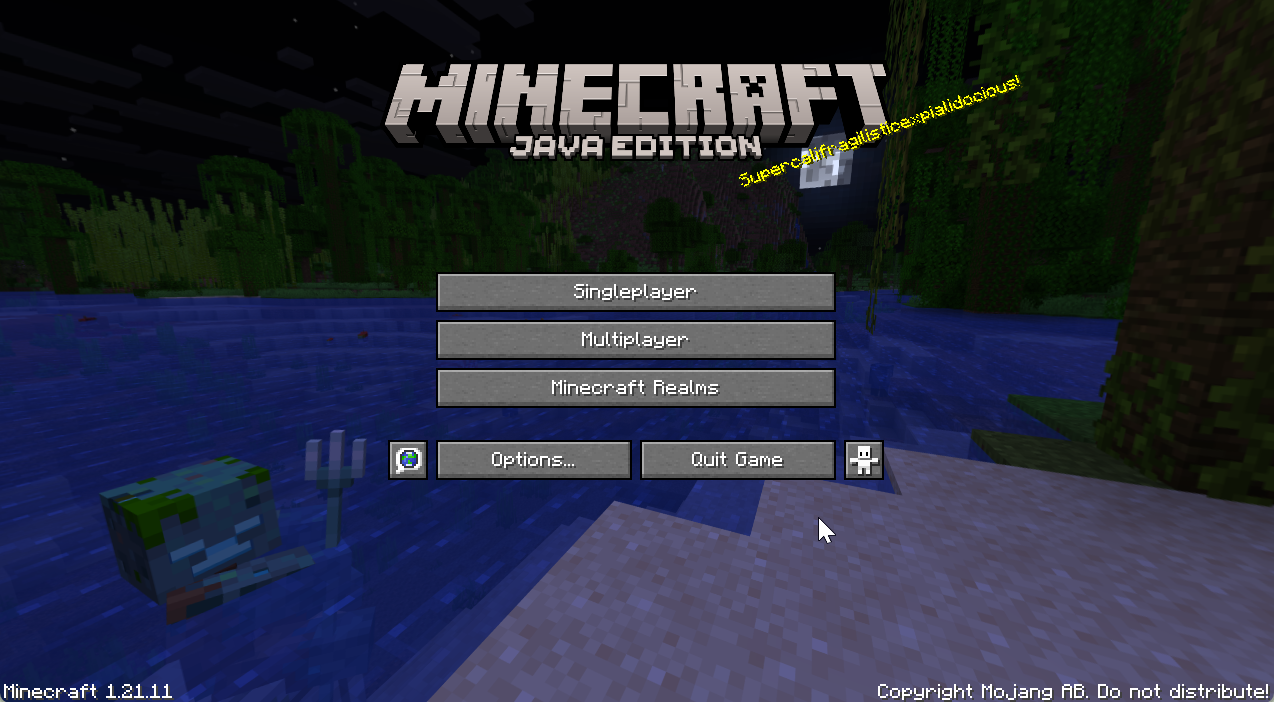 MINECRAFT
JAVA EDITION
Supercalifragilisticexpialidocious!
Singleplayer
Multiplayer
Minecraft Realms
Options...
Quit Game
Minecraft 1.21.11
Copyright Mojang AB. Do not distribute!